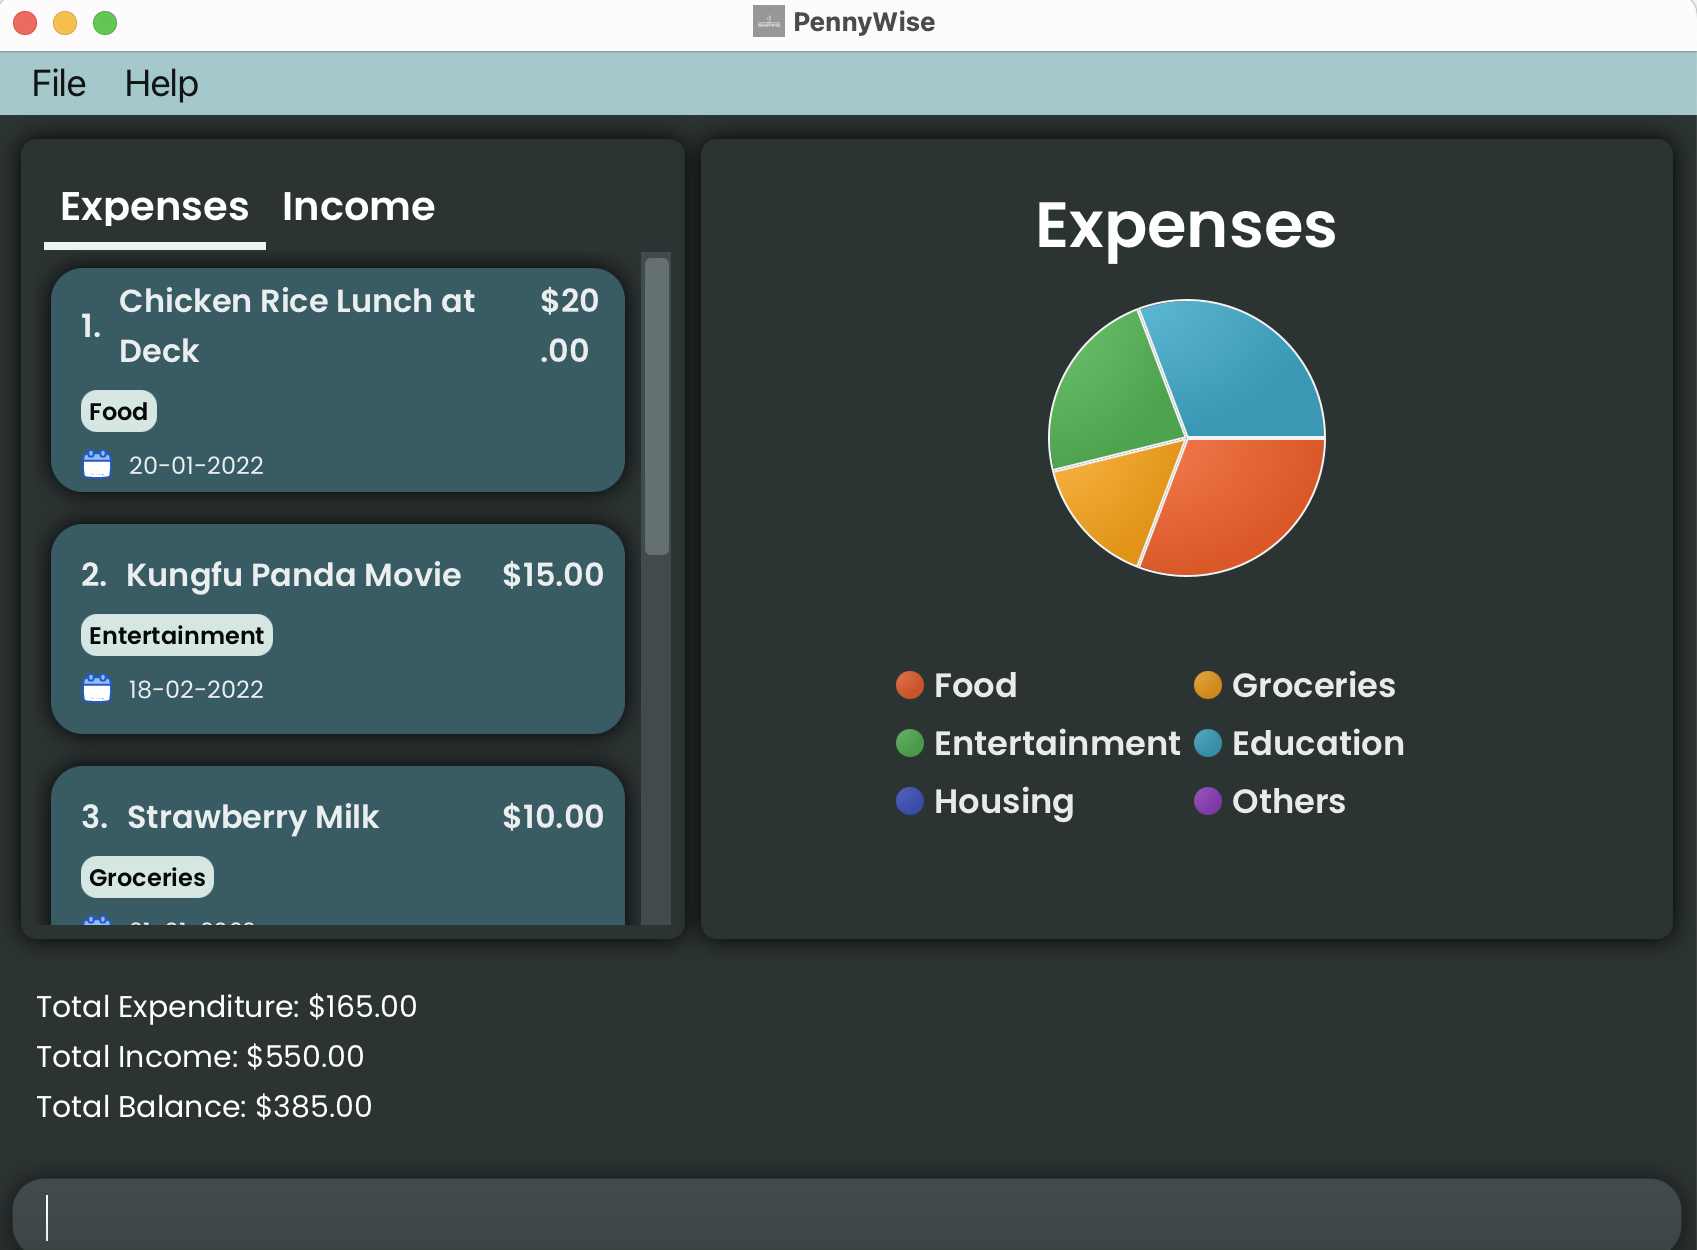 PennyWise
File Help
Expenses Income
1. Chicken Rice Lunch at Deck $20.00
Food
20-01-2022
2. Kungfu Panda Movie $15.00
Entertainment
18-02-2022
3. Strawberry Milk $10.00
Groceries
Expenses
Food Groceries
Entertainment Education
Housing Others
Total Expenditure: $165.00
Total Income: $550.00
Total Balance: $385.00